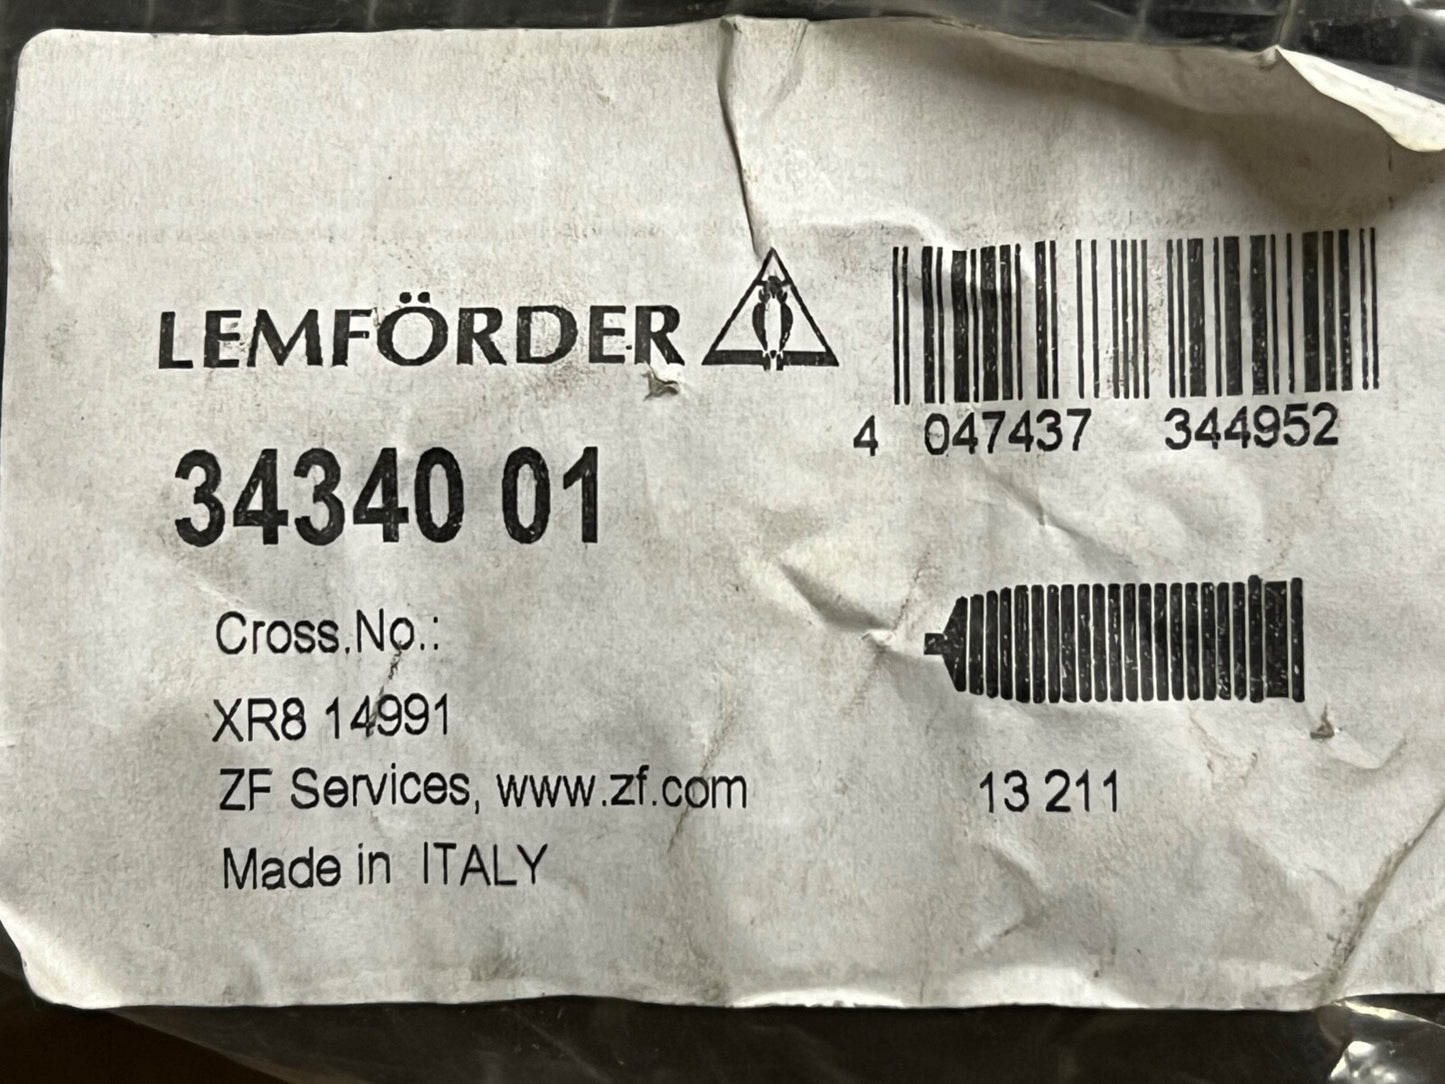 LEMFÖRDER
4 047437 344952
34340 01
Cross.No.:
XR8 14991
ZF Services, www.zf.com
13 211
Made in ITALY